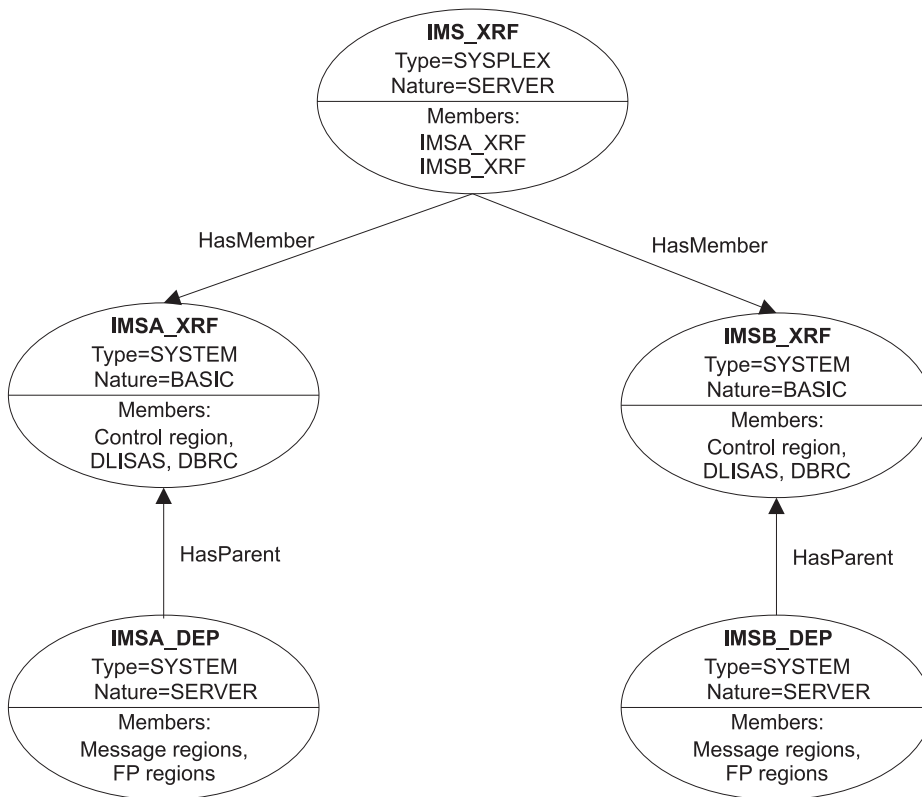 IMS_XRF
Type=SYSPLEX
Nature=SERVER
Members:
IMSA_XRF
IMSB_XRF
HasMember
HasMember
IMSA_XRF
Type=SYSTEM
Nature=BASIC
Members:
Control region,
DLISAS, DBRC
IMSB_XRF
Type=SYSTEM
Nature=BASIC
Members:
Control region,
DLISAS, DBRC
HasParent
HasParent
IMSA_DEP
Type=SYSTEM
Nature=SERVER
Members:
Message regions,
FP regions
IMSB_DEP
Type=SYSTEM
Nature=SERVER
Members:
Message regions,
FP regions